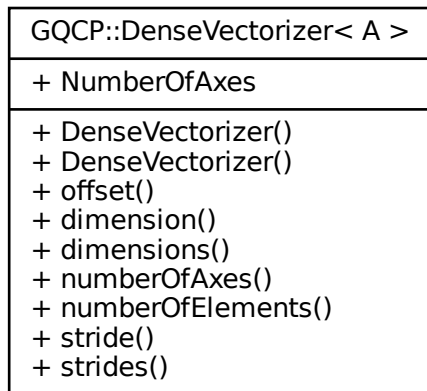 GQCP::DenseVectorizer< A >
+ NumberOfAxes
+ DenseVectorizer()
+ DenseVectorizer()
+ offset()
+ dimension()
+ dimensions()
+ numberOfAxes()
+ numberOfElements()
+ stride()
+ strides()